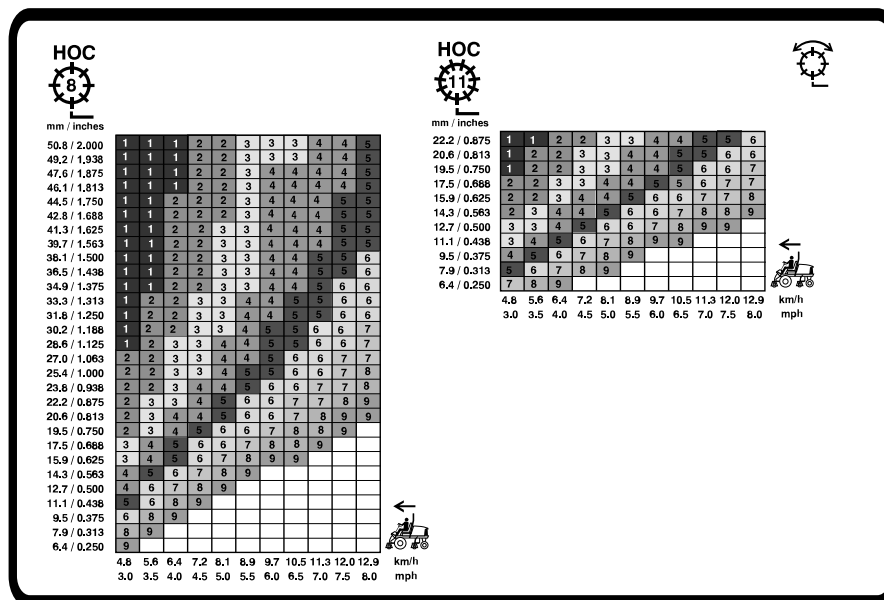 HOC
8
mm / inches
50.8 / 2.000 1 1 1 2 2 3 3 3 4 4 5
49.2 / 1,938 1 1 1 2 2 3 3 3 4 4 5
47.6 / 1.875 1 1 1 2 2 3 4 4 4 4 5
46.1 / 1.813 1 1 1 2 2 3 4 4 4 4 5
44.5 / 1.750 1 1 2 2 2 3 4 4 4 5 5
42.8 / 1.688 1 1 2 2 2 3 4 4 4 5 5
41.3 / 1.625 1 1 2 2 3 3 4 4 4 5 5
39.7 / 1.563 1 1 2 2 3 3 4 4 4 5 5
38.1 / 1.500 1 1 2 2 3 3 4 4 5 5 6
36.5 / 1.438 1 1 2 2 3 3 4 4 5 5 6
34.9 / 1.375 1 1 2 2 3 3 4 4 5 6 6
33.3 / 1.313 1 2 2 3 3 4 4 5 5 6 6
31.8 / 1.250 1 2 2 3 3 4 4 5 5 6 6
30.2 / 1.188 1 2 2 3 3 4 5 5 6 6 7
28.6 / 1.125 1 2 3 3 4 4 5 5 6 6 7
27.0 / 1.063 2 2 3 3 4 4 5 6 6 7 7
25.4 / 1.000 2 2 3 3 4 5 5 6 6 7 8
23.8 / 0.938 2 2 3 4 4 5 6 6 7 7 8
22.2 / 0.875 2 3 3 4 5 6 6 7 7 8 9
20.6 / 0.813 2 3 4 4 5 6 6 7 8 9 9
19.5 / 0.750 2 3 4 5 6 6 7 8 8 9
17.5 / 0.688 3 4 5 6 6 7 8 8 9
15.9 / 0.625 3 4 5 6 7 8 9 9
14.3 / 0.563 4 5 6 7 8 9
12.7 / 0.500 4 6 7 8 9
11.1 / 0.438 5 6 8 9
9.5 / 0.375 6 8 9
7.9 / 0.313 8 9
6.4 / 0.250 9
4.8 5.6 6.4 7.2 8.1 8.9 9.7 10.5 11.3 12.0 12.9 km/h
3.0 3.5 4.0 4.5 5.0 5.5 6.0 6.5 7.0 7.5 8.0 mph
HOC
11
mm / inches
22.2 / 0.875 1 1 2 2 3 3 4 4 5 5 6
20.6 / 0.813 1 2 2 3 3 4 4 5 5 6 6
19.5 / 0.750 1 2 2 3 3 4 4 5 6 6 7
17.5 / 0.688 2 2 3 3 4 4 5 5 6 7 7
15.9 / 0.625 2 2 3 4 4 5 6 6 7 7 8
14.3 / 0.563 2 3 4 4 5 6 6 7 8 8 9
12.7 / 0.500 3 3 4 5 6 6 7 8 9 9
11.1 / 0.438 3 4 5 6 7 8 9 9
9.5 / 0.375 4 5 6 7 8 9
7.9 / 0.313 5 6 7 8 9
6.4 / 0.250 7 8 9
4.8 5.6 6.4 7.2 8.1 8.9 9.7 10.5 11.3 12.0 12.9 km/h
3.0 3.5 4.0 4.5 5.0 5.5 6.0 6.5 7.0 7.5 8.0 mph